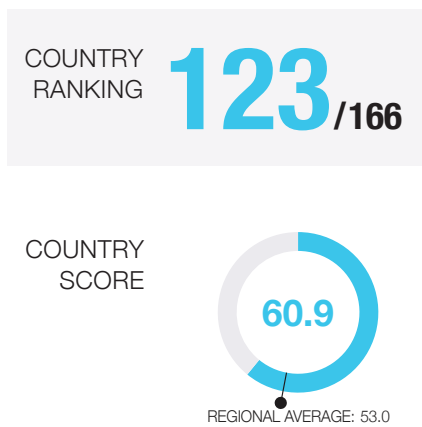 COUNTRY
RANKING
123/166
COUNTRY
SCORE
60.9
REGIONAL AVERAGE: 53.0